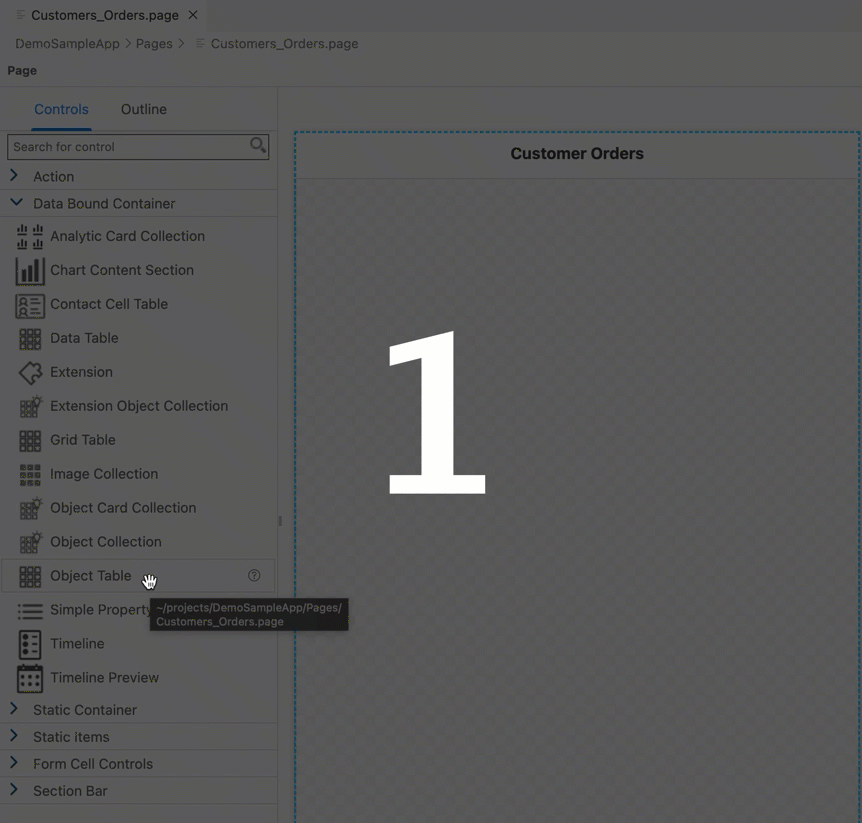 Customers_Orders.page
DemoSampleApp > Pages > Customers_Orders.page
Page
Controls Outline
Search for control
Action
Data Bound Container
Analytic Card Collection
Chart Content Section
Contact Cell Table
Data Table
Extension
Extension Object Collection
Grid Table
Image Collection
Object Card Collection
Object Collection
Object Table
Simple Property
~/projects/DemoSampleApp/Pages/
Customers_Orders.page
Timeline
Timeline Preview
Static Container
Static items
Form Cell Controls
Section Bar
Customer Orders
1